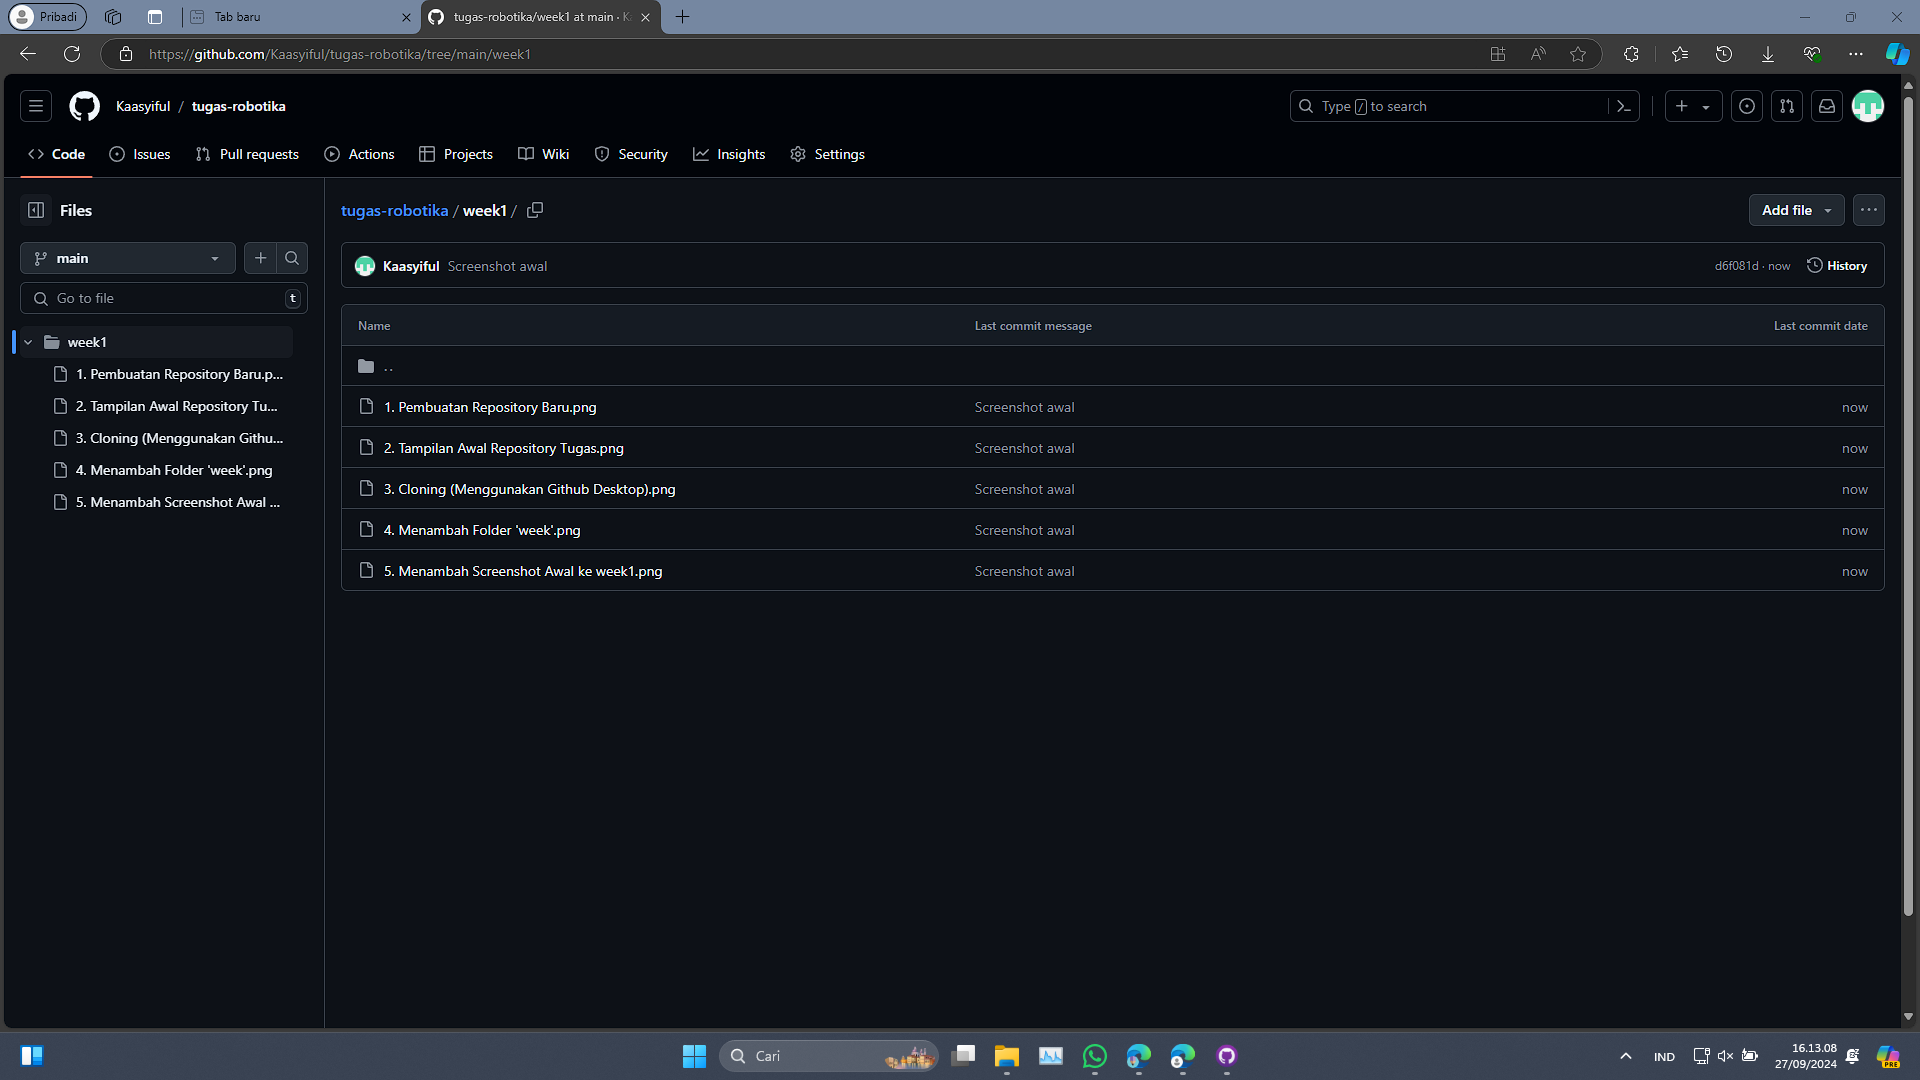 Pribadi
Tab baru
tugas-robotika/week1 at main · K
https://github.com/Kaasyiful/tugas-robotika/tree/main/week1
Kaasyiful / tugas-robotika
Type / to search
Code
Issues
Pull requests
Actions
Projects
Wiki
Security
Insights
Settings
Files
tugas-robotika / week1 /
Add file
main
Kaasyiful Screenshot awal
d6f081d · now
History
Go to file
t
Name
Last commit message
Last commit date
week1
..
1. Pembuatan Repository Baru.p...
2. Tampilan Awal Repository Tu...
3. Cloning (Menggunakan Githu...
4. Menambah Folder 'week'.png
5. Menambah Screenshot Awal ...
1. Pembuatan Repository Baru.png Screenshot awal now
2. Tampilan Awal Repository Tugas.png Screenshot awal now
3. Cloning (Menggunakan Github Desktop).png Screenshot awal now
4. Menambah Folder 'week'.png Screenshot awal now
5. Menambah Screenshot Awal ke week1.png Screenshot awal now
Cari
IND
16.13.08
27/09/2024
PRE